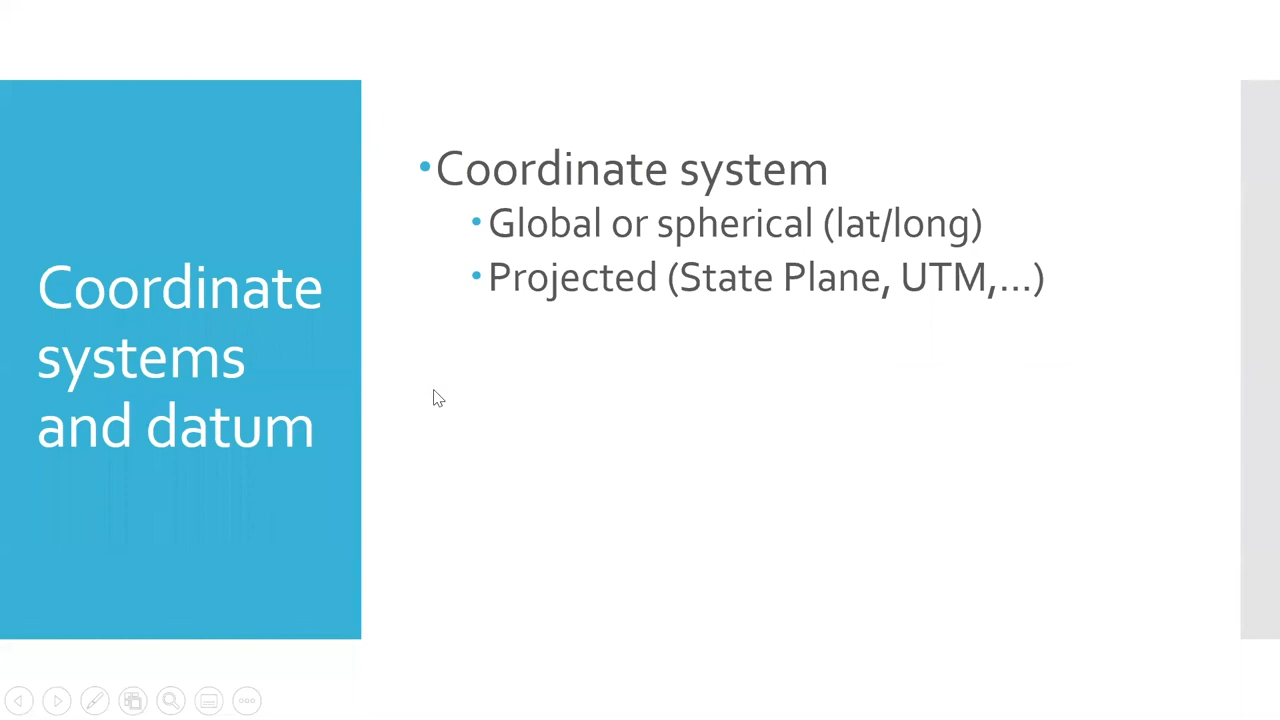 Coordinate
systems
and datum
•Coordinate system
•Global or spherical (lat/long)
•Projected (State Plane, UTM,...)